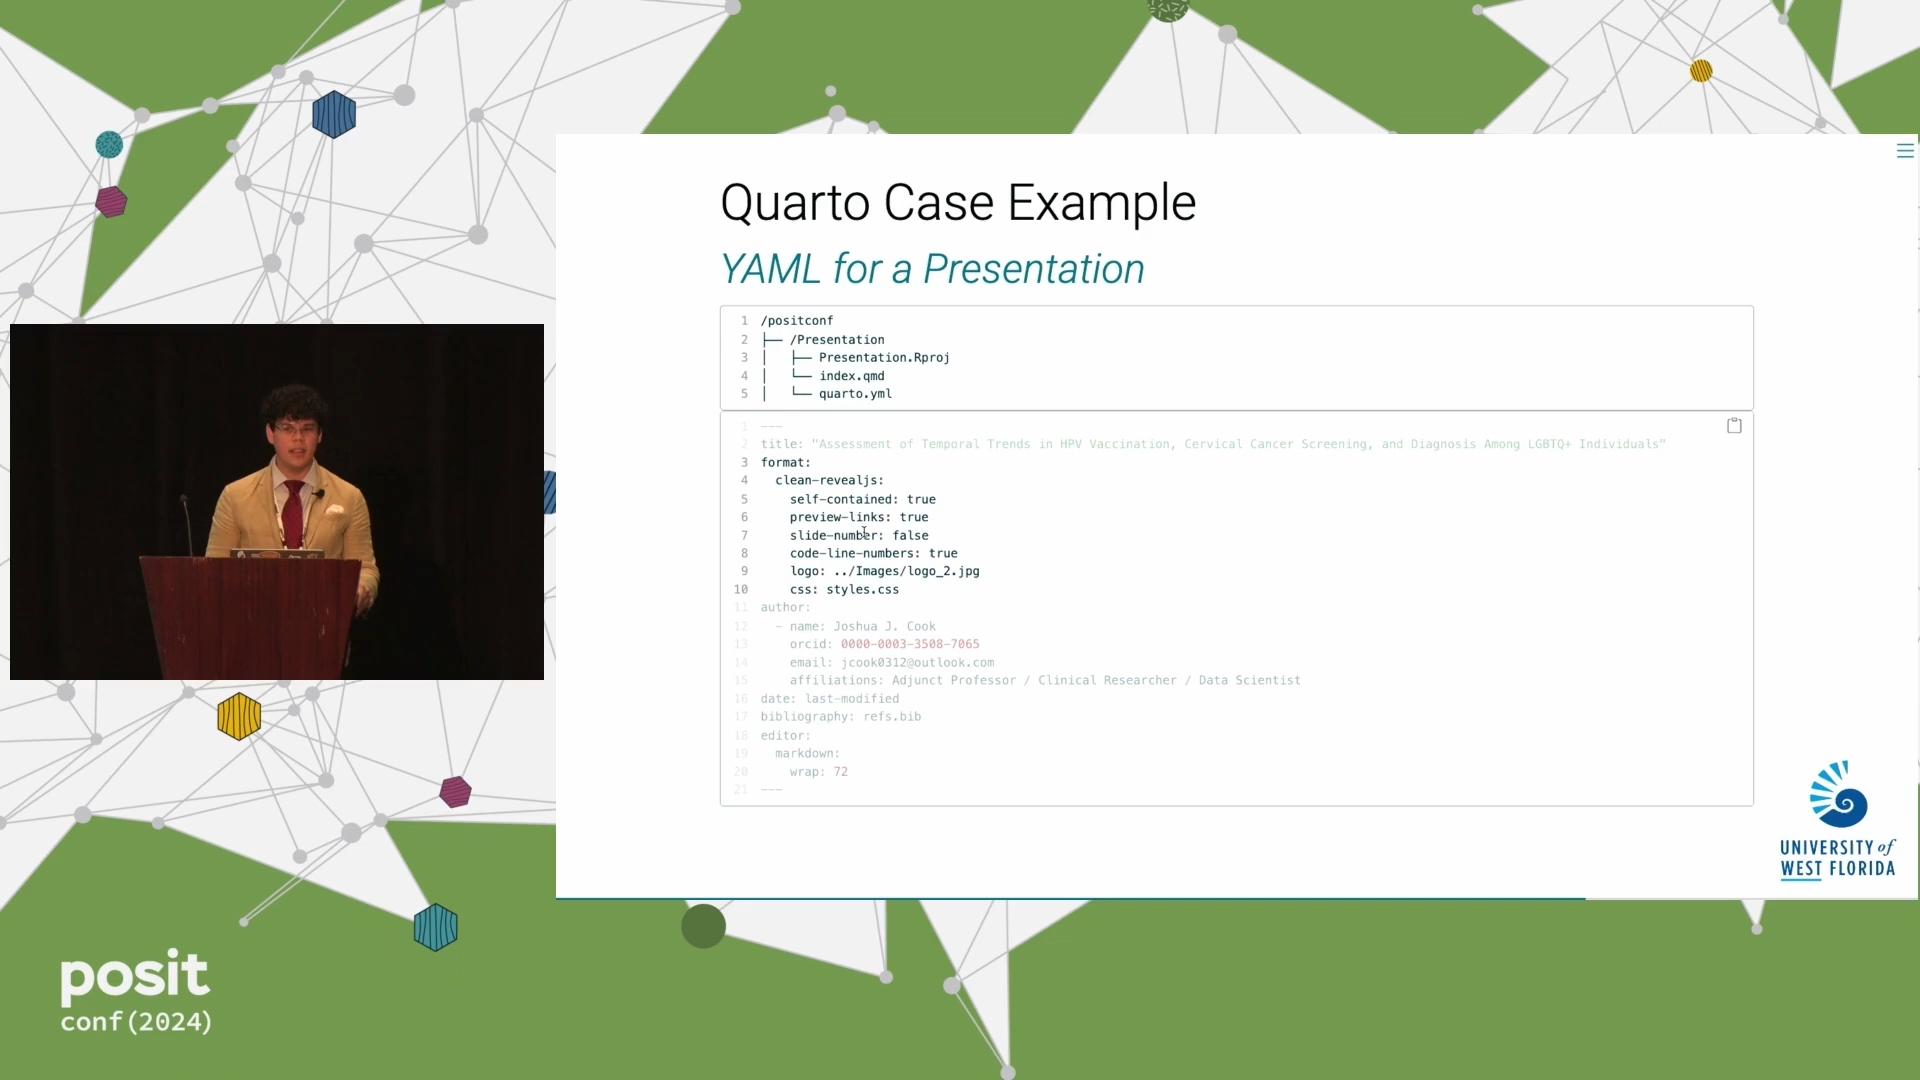 Quarto Case Example
YAML for a Presentation
1 /positconf
2 ├── /Presentation
3 │   ├── Presentation.Rproj
4 │   └── index.qmd
5 │   └── quarto.yml
1 ---
2 title: "Assessment of Temporal Trends in HPV Vaccination, Cervical Cancer Screening, and Diagnosis Among LGBTQ+ Individuals"
3 format:
4   clean-revealjs:
5     self-contained: true
6     preview-links: true
7     slide-number: false
8     code-line-numbers: true
9     logo: ../Images/logo_2.jpg
10     css: styles.css
11 author:
12   - name: Joshua J. Cook
13     orcid: 0000-0003-3508-7065
14     email: jcook0312@outlook.com
15     affiliations: Adjunct Professor / Clinical Researcher / Data Scientist
16 date: last-modified
17 bibliography: refs.bib
18 editor:
19   markdown:
20     wrap: 72
21 ---
UNIVERSITY of
WEST FLORIDA
posit
conf(2024)